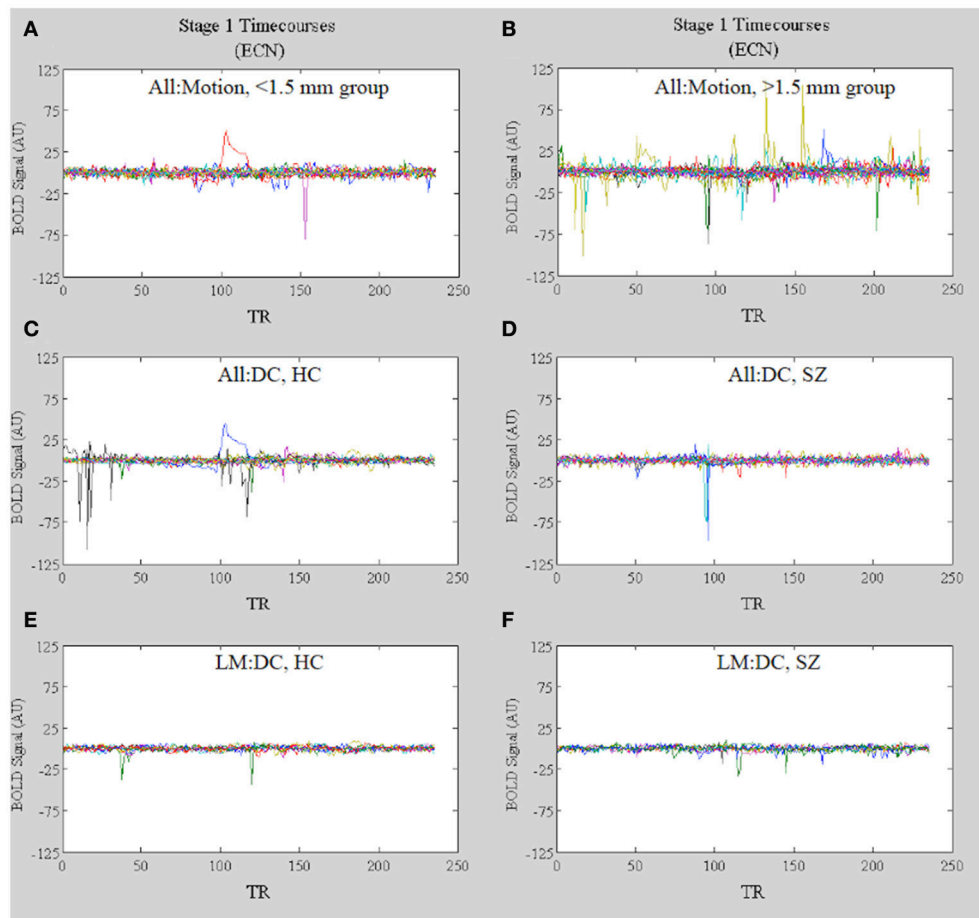 A
Stage 1 Timecourses
(ECN)
All:Motion, <1.5 mm group
BOLD Signal (AU)
125
75
25
-25
-75
-125
0 50 100 150 200 250
TR
B
Stage 1 Timecourses
(ECN)
All:Motion, >1.5 mm group
BOLD Signal (AU)
125
75
25
-25
-75
-125
0 50 100 150 200 250
TR
C
All:DC, HC
BOLD Signal (AU)
125
75
25
-25
-75
-125
0 50 100 150 200 250
TR
D
All:DC, SZ
BOLD Signal (AU)
125
75
25
-25
-75
-125
0 50 100 150 200 250
TR
E
LM:DC, HC
BOLD Signal (AU)
125
75
25
-25
-75
-125
0 50 100 150 200 250
TR
F
LM:DC, SZ
BOLD Signal (AU)
125
75
25
-25
-75
-125
0 50 100 150 200 250
TR